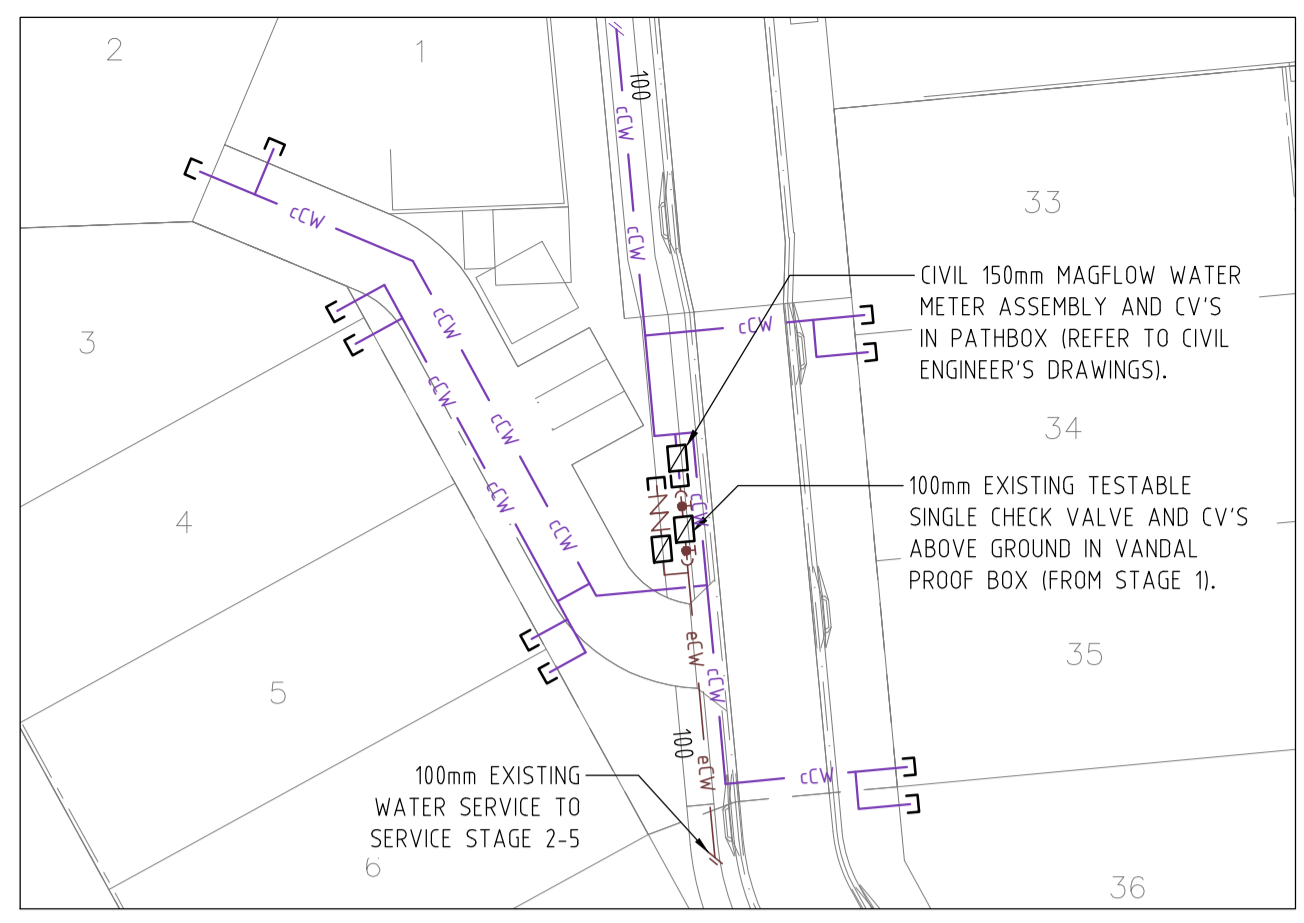 2
1
100
cCW
33
cCW
cCW
cCW
CIVIL 150mm MAGFLOW WATER
METER ASSEMBLY AND CV'S
IN PATHBOX (REFER TO CIVIL
ENGINEER'S DRAWINGS).
cCW
cCW
3
cCW
34
cCW
100mm EXISTING TESTABLE
SINGLE CHECK VALVE AND CV'S
ABOVE GROUND IN VANDAL
PROOF BOX (FROM STAGE 1).
cCW
cCW
4
cCW
eCW
35
cCW
5
100
eCW
cCW
100mm EXISTING
WATER SERVICE TO
SERVICE STAGE 2-5
6
36